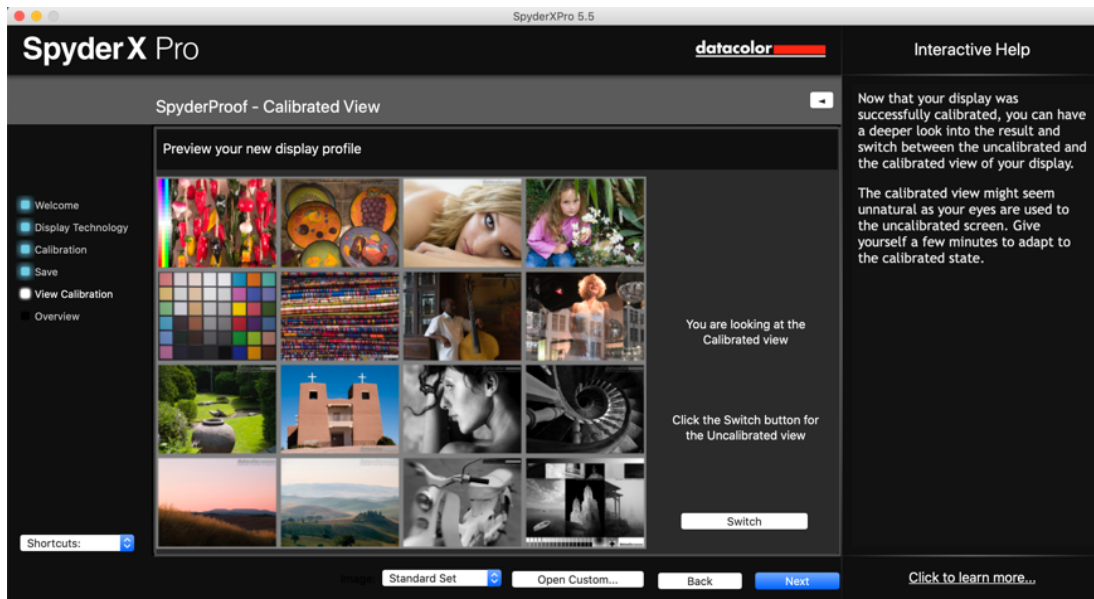 SpyderXPro 5.5
SpyderX Pro
datacolor
Interactive Help
SpyderProof - Calibrated View
Preview your new display profile
Welcome
Display Technology
Calibration
Save
View Calibration
Overview
Shortcuts:
You are looking at the
Calibrated view
Click the Switch button for
the Uncalibrated view
Switch
Image:
Standard Set
Open Custom...
Back
Next
Now that your display was
successfully calibrated, you can have
a deeper look into the result and
switch between the uncalibrated and
the calibrated view of your display.
The calibrated view might seem
unnatural as your eyes are used to
the uncalibrated screen. Give
yourself a few minutes to adapt to
the calibrated state.
Click to learn more...